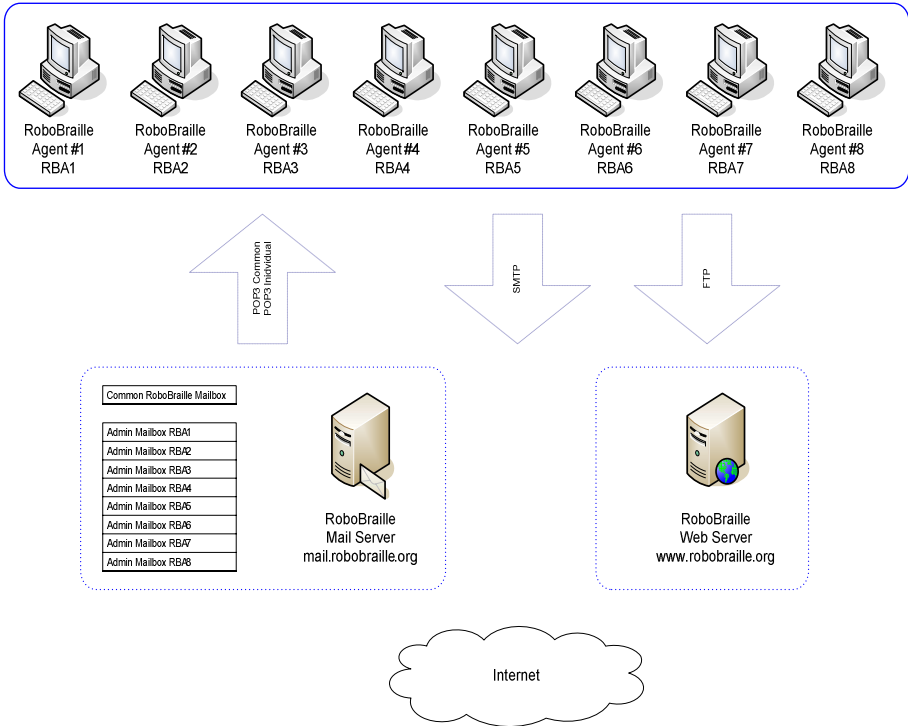 RoboBraille
Agent #1
RBA1
RoboBraille
Agent #2
RBA2
RoboBraille
Agent #3
RBA3
RoboBraille
Agent #4
RBA4
RoboBraille
Agent #5
RBA5
RoboBraille
Agent #6
RBA6
RoboBraille
Agent #7
RBA7
RoboBraille
Agent #8
RBA8
POP3 Common
POP3 Inidvidual
SMTP
FTP
Common RoboBraille Mailbox
Admin Mailbox RBA1
Admin Mailbox RBA2
Admin Mailbox RBA3
Admin Mailbox RBA4
Admin Mailbox RBA5
Admin Mailbox RBA6
Admin Mailbox RBA7
Admin Mailbox RBA8
RoboBraille
Mail Server
mail.robobraille.org
RoboBraille
Web Server
www.robobraille.org
Internet